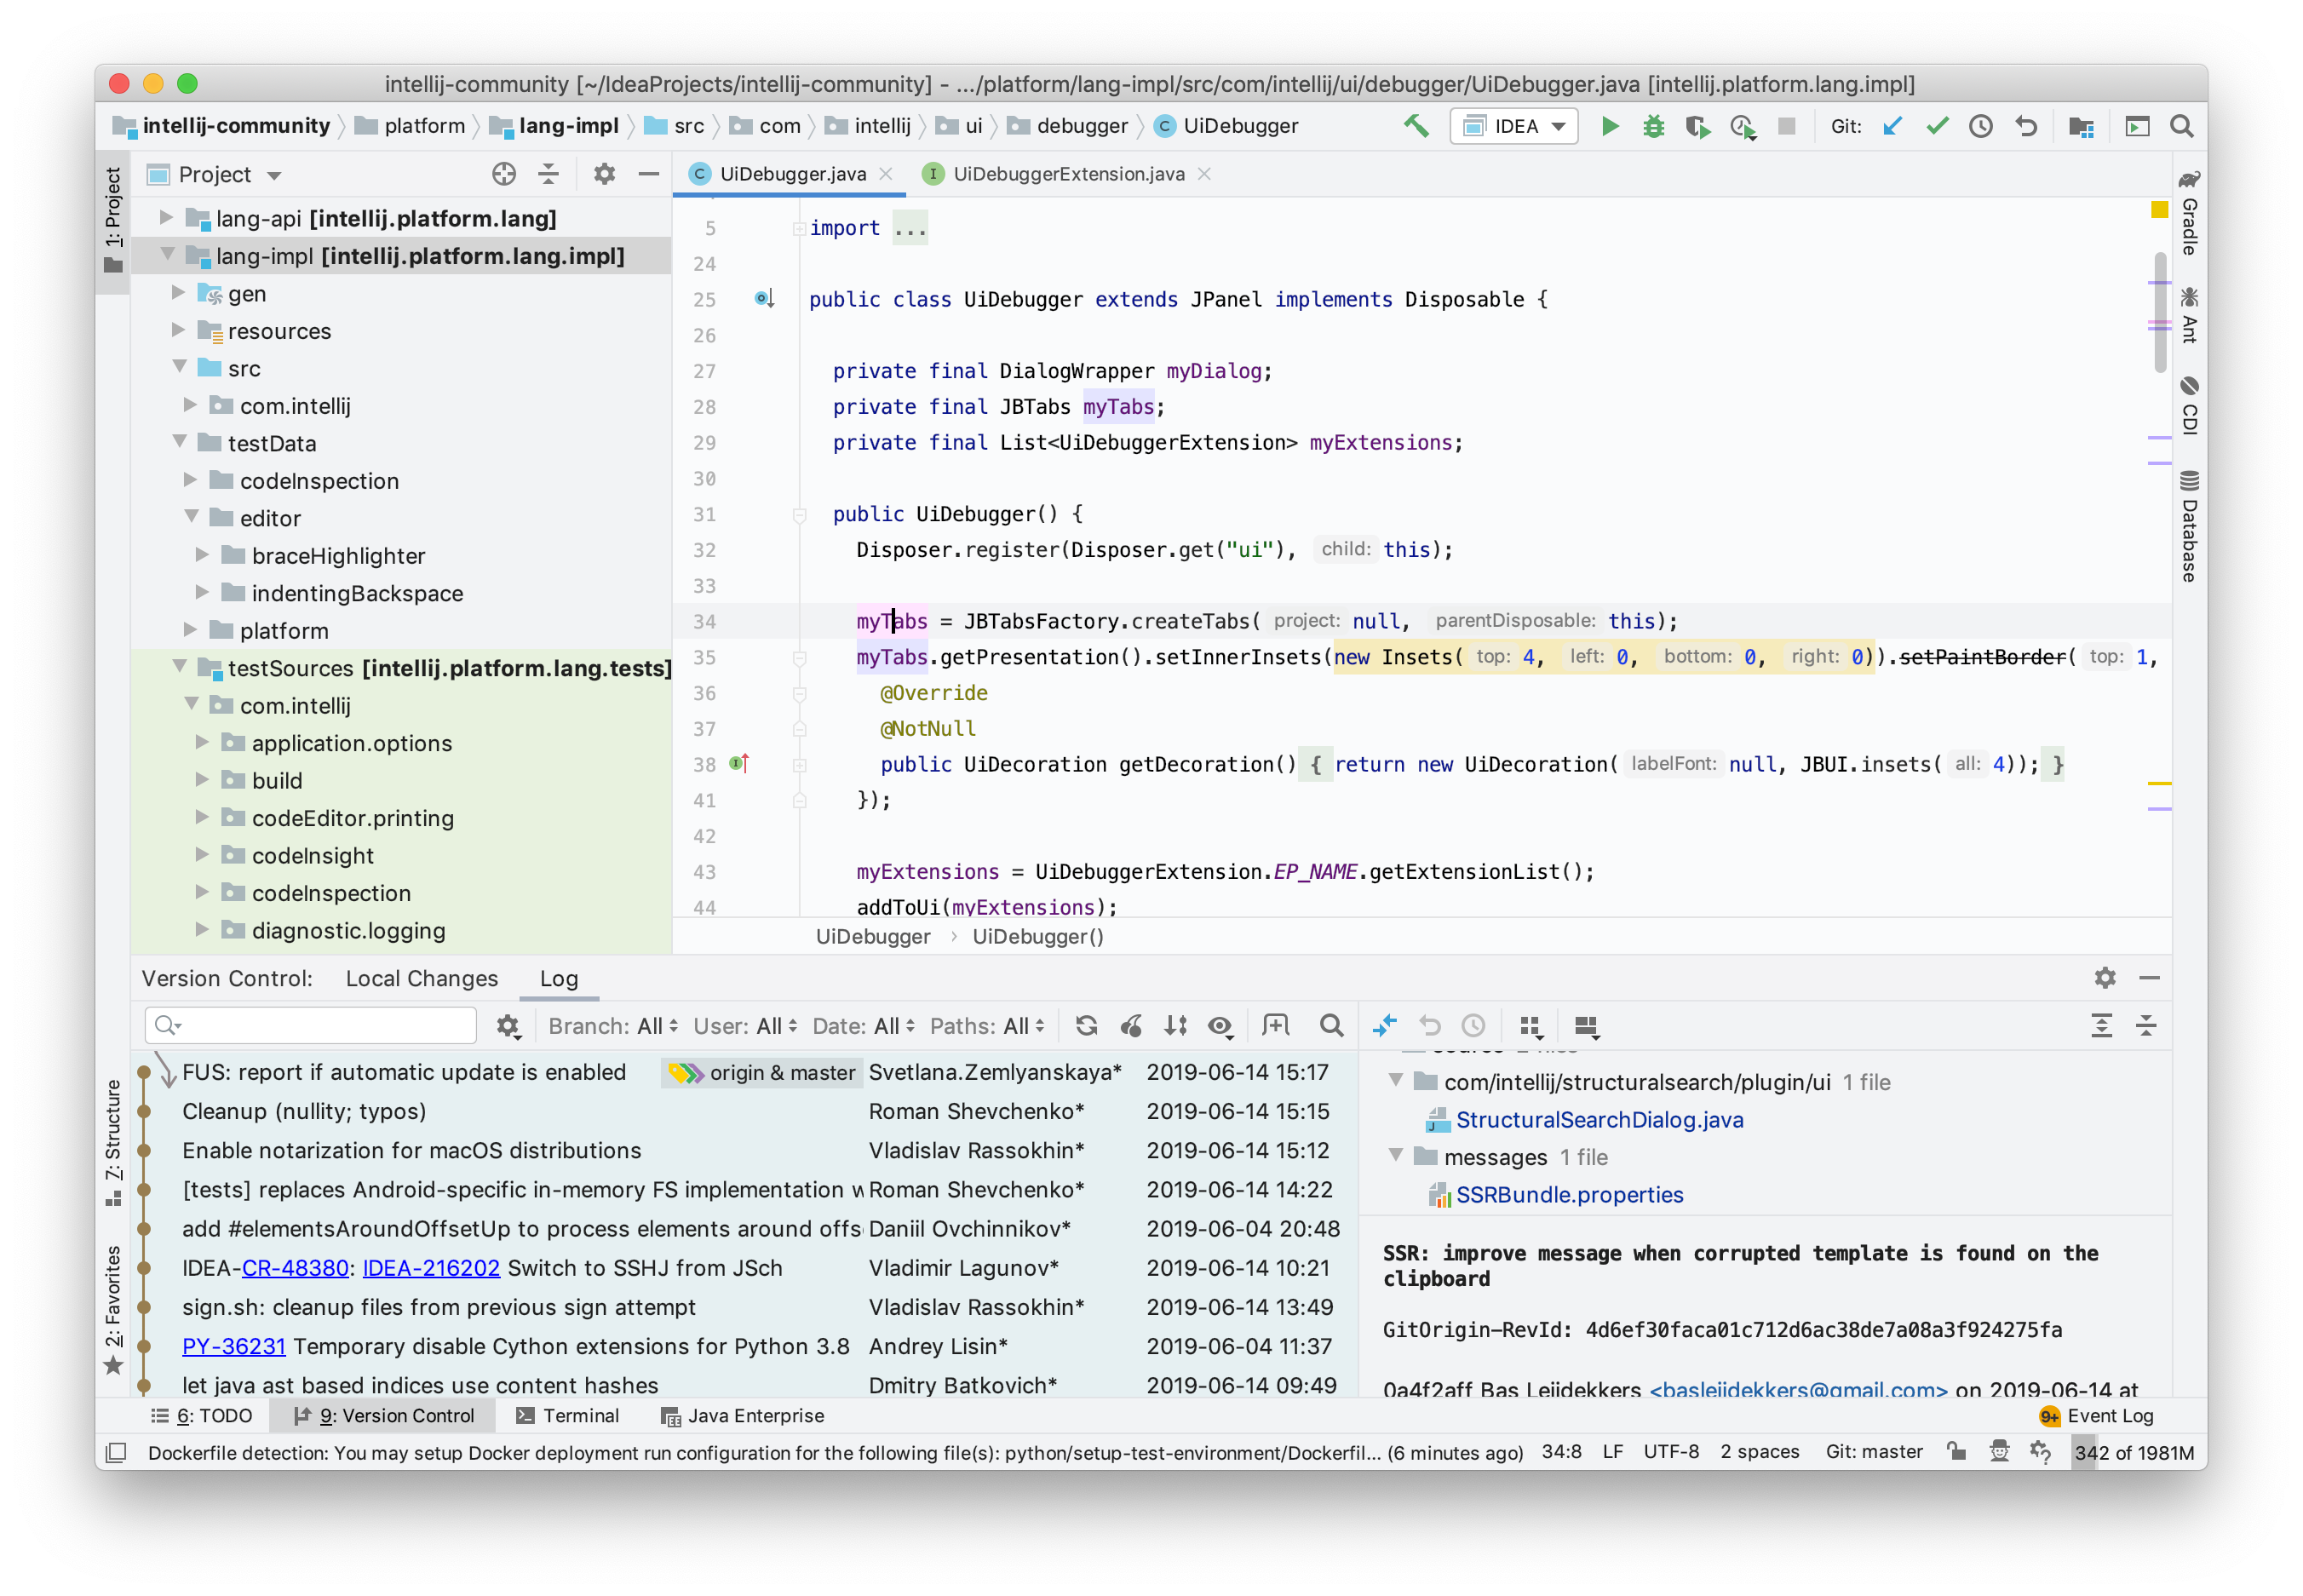 intellij-community [~/IdeaProjects/intellij-community] - .../platform/lang-impl/src/com/intellij/ui/debugger/UiDebugger.java [intellij.platform.lang.impl]
intellij-community platform lang-impl src com intellij ui debugger UiDebugger IDEA Git:
1: Project
Project
lang-api [intellij.platform.lang]
lang-impl [intellij.platform.lang.impl]
gen
resources
src
com.intellij
testData
codeInspection
editor
braceHighlighter
indentingBackspace
platform
testSources [intellij.platform.lang.tests]
com.intellij
application.options
build
codeEditor.printing
codeInsight
codeInspection
diagnostic.logging
UiDebugger.java UiDebuggerExtension.java
5 import ...
24
25 public class UiDebugger extends JPanel implements Disposable {
26
27 private final DialogWrapper myDialog;
28 private final JBTabs myTabs;
29 private final List<UiDebuggerExtension> myExtensions;
30
31 public UiDebugger() {
32 Disposer.register(Disposer.get("ui"), child: this);
33
34 myTabs = JBTabsFactory.createTabs( project: null, parentDisposable: this);
35 myTabs.getPresentation().setInnerInsets(new Insets( top: 4, left: 0, bottom: 0, right: 0)).setPaintBorder( top: 1,
36 @Override
37 @NotNull
38 public UiDecoration getDecoration() { return new UiDecoration( labelFont: null, JBUI.insets( all: 4)); }
41 });
42
43 myExtensions = UiDebuggerExtension.EP_NAME.getExtensionList();
44 addToUi(myExtensions);
UiDebugger › UiDebugger()
Gradle
Ant
CDI
Database
Version Control: Local Changes Log
Branch: All User: All Date: All Paths: All
FUS: report if automatic update is enabled origin & master Svetlana.Zemlyanskaya* 2019-06-14 15:17
Cleanup (nullity; typos) Roman Shevchenko* 2019-06-14 15:15
Enable notarization for macOS distributions Vladislav Rassokhin* 2019-06-14 15:12
[tests] replaces Android-specific in-memory FS implementation w Roman Shevchenko* 2019-06-14 14:22
add #elementsAroundOffsetUp to process elements around offs Daniil Ovchinnikov* 2019-06-04 20:48
IDEA-CR-48380: IDEA-216202 Switch to SSHJ from JSch Vladimir Lagunov* 2019-06-14 10:21
sign.sh: cleanup files from previous sign attempt Vladislav Rassokhin* 2019-06-14 13:49
PY-36231 Temporary disable Cython extensions for Python 3.8 Andrey Lisin* 2019-06-04 11:37
let java ast based indices use content hashes Dmitry Batkovich* 2019-06-14 09:49
com/intellij/structuralsearch/plugin/ui 1 file
StructuralSearchDialog.java
messages 1 file
SSRBundle.properties
SSR: improve message when corrupted template is found on the
clipboard
GitOrigin-RevId: 4d6ef30faca01c712d6ac38de7a08a3f924275fa
0a4f2aff Bas Leijdekkers <basleijdekkers@gmail.com> on 2019-06-14 at
Z: Structure
2: Favorites
6: TODO 9: Version Control Terminal Java Enterprise 9+ Event Log
Dockerfile detection: You may setup Docker deployment run configuration for the following file(s): python/setup-test-environment/Dockerfil... (6 minutes ago) 34:8 LF UTF-8 2 spaces Git: master 342 of 1981M